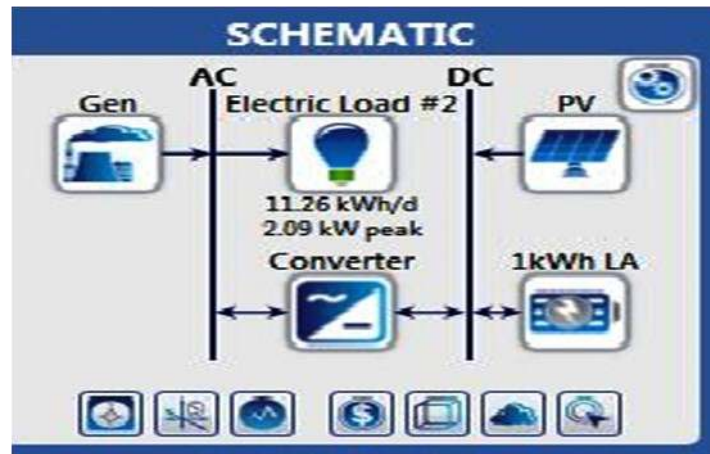 SCHEMATIC
AC
DC
Gen
Electric Load #2
PV
11.26 kWh/d
2.09 kW peak
Converter
1kWh LA